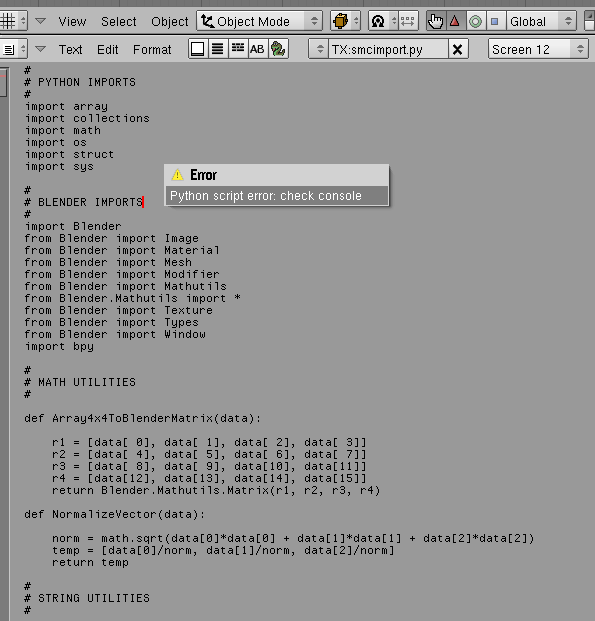 View Select Object Object Mode Global
Text Edit Format AB TX:smcimport.py Screen 12
#
# PYTHON IMPORTS
#
import array
import collections
import math
import os
import struct
import sys
Error
Python script error: check console
#
# BLENDER IMPORTS
#
import Blender
from Blender import Image
from Blender import Material
from Blender import Mesh
from Blender import Modifier
from Blender import Mathutils
from Blender.Mathutils import *
from Blender import Texture
from Blender import Types
from Blender import Window
import bpy
#
# MATH UTILITIES
#
def Array4x4ToBlenderMatrix(data):
r1 = [data[ 0], data[ 1], data[ 2], data[ 3]]
r2 = [data[ 4], data[ 5], data[ 6], data[ 7]]
r3 = [data[ 8], data[ 9], data[10], data[11]]
r4 = [data[12], data[13], data[14], data[15]]
return Blender.Mathutils.Matrix(r1, r2, r3, r4)
def NormalizeVector(data):
norm = math.sqrt(data[0]*data[0] + data[1]*data[1] + data[2]*data[2])
temp = [data[0]/norm, data[1]/norm, data[2]/norm]
return temp
#
# STRING UTILITIES
#